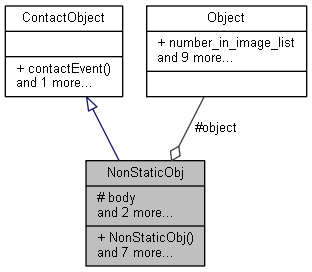 ContactObject
+ contactEvent()
and 1 more...
Object
+ number_in_image_list
and 9 more...
#object
NonStaticObj
# body
and 2 more...
+ NonStaticObj()
and 7 more...